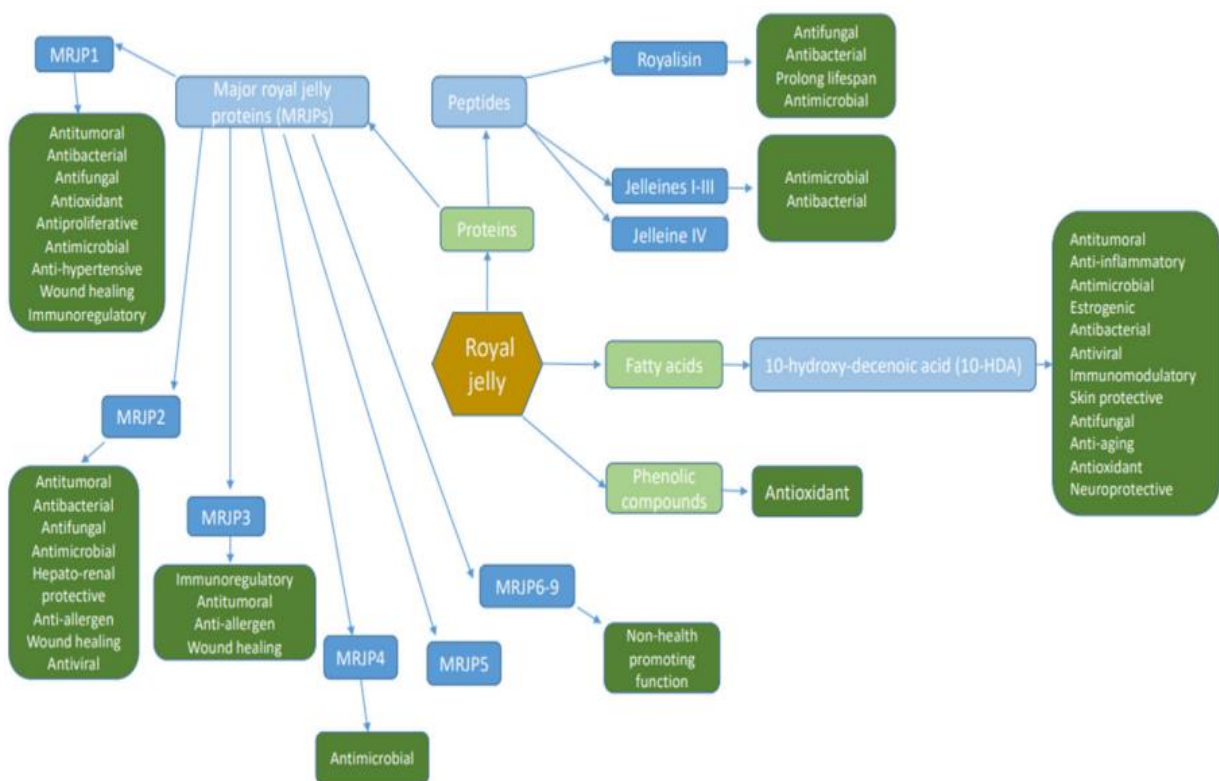 MRJP1
Major royal jelly
proteins (MRJPs)
Antitumoral
Antibacterial
Antifungal
Antioxidant
Antiproliferative
Antimicrobial
Anti-hypertensive
Wound healing
Immunoregulatory
MRJP2
Antitumoral
Antibacterial
Antifungal
Antimicrobial
Hepato-renal
protective
Anti-allergen
Wound healing
Antiviral
MRJP3
Immunoregulatory
Antitumoral
Anti-allergen
Wound healing
MRJP4
Antimicrobial
MRJP5
MRJP6-9
Non-health
promoting
function
Proteins
Peptides
Royalisin
Antifungal
Antibacterial
Prolong lifespan
Antimicrobial
Jelleines I-III
Antimicrobial
Antibacterial
Jelleine IV
Royal
jelly
Fatty acids
10-hydroxy-decenoic acid (10-HDA)
Antitumoral
Anti-inflammatory
Antimicrobial
Estrogenic
Antibacterial
Antiviral
Immunomodulatory
Skin protective
Antifungal
Anti-aging
Antioxidant
Neuroprotective
Phenolic
compounds
Antioxidant